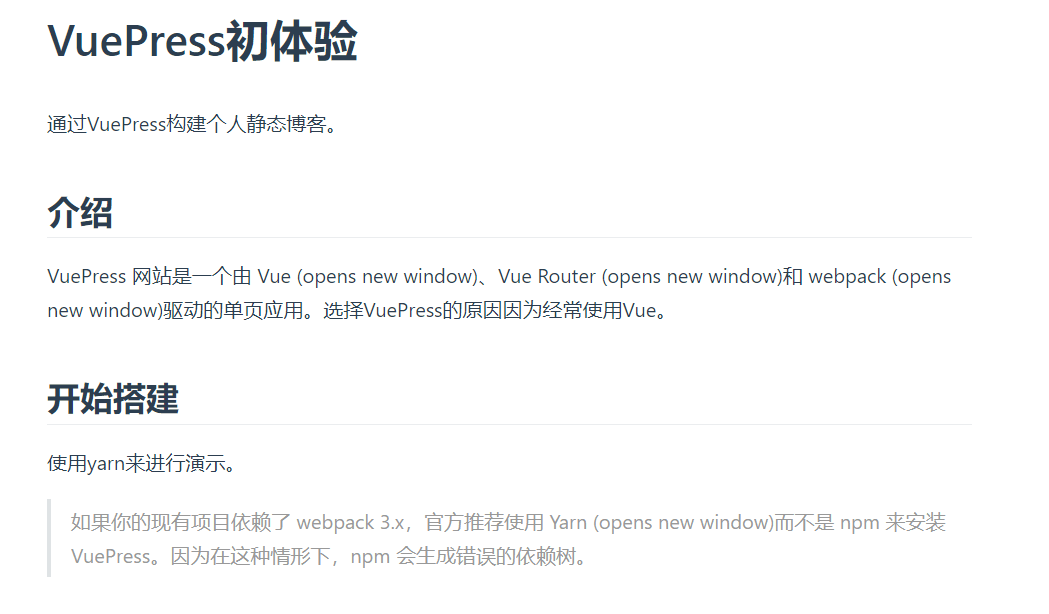 VuePress初体验
通过VuePress构建个人静态博客。
介绍
VuePress 网站是一个由 Vue (opens new window)、Vue Router (opens new window)和 webpack (opens
new window)驱动的单页应用。选择VuePress的原因因为经常使用Vue。
开始搭建
使用yarn来进行演示。
如果你的现有项目依赖了 webpack 3.x，官方推荐使用 Yarn (opens new window)而不是 npm 来安装
VuePress。因为在这种情形下，npm 会生成错误的依赖树。